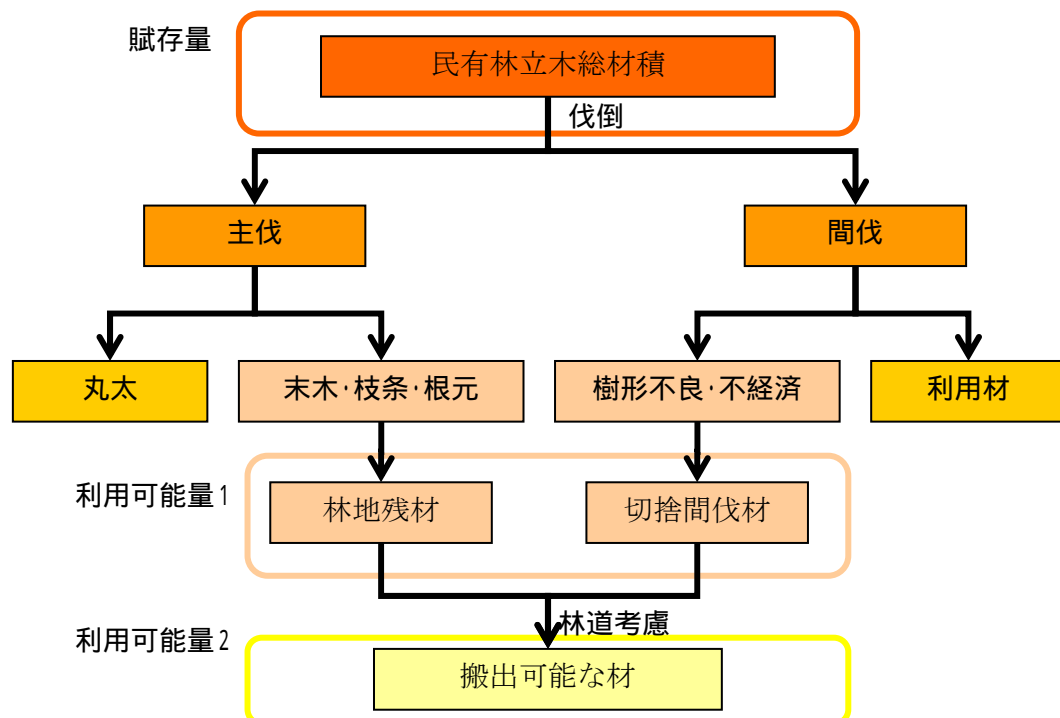 賦存量
民有林立木総材積
伐倒
主伐
間伐
丸太
末木・枝条・根元
樹形不良・不経済
利用材
利用可能量1
林地残材
切捨間伐材
林道考慮
利用可能量2
搬出可能な材